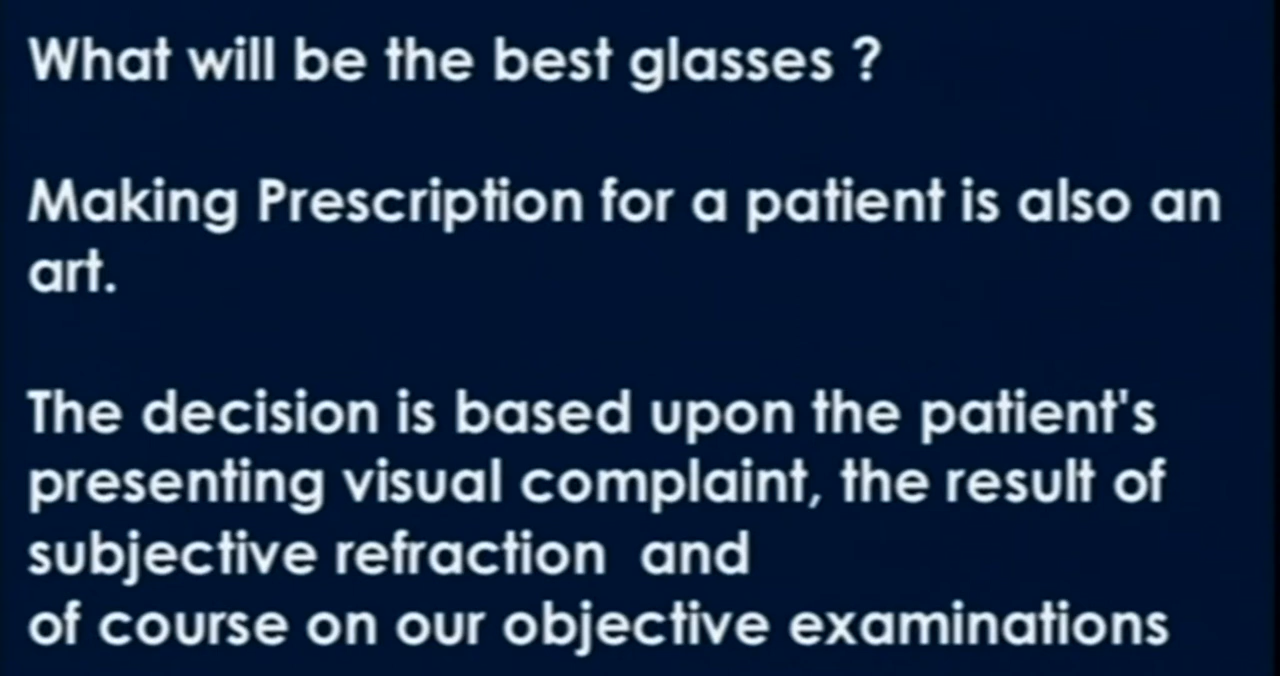 What will be the best glasses ?
Making Prescription for a patient is also an
art.
The decision is based upon the patient's
presenting visual complaint, the result of
subjective refraction  and
of course on our objective examinations